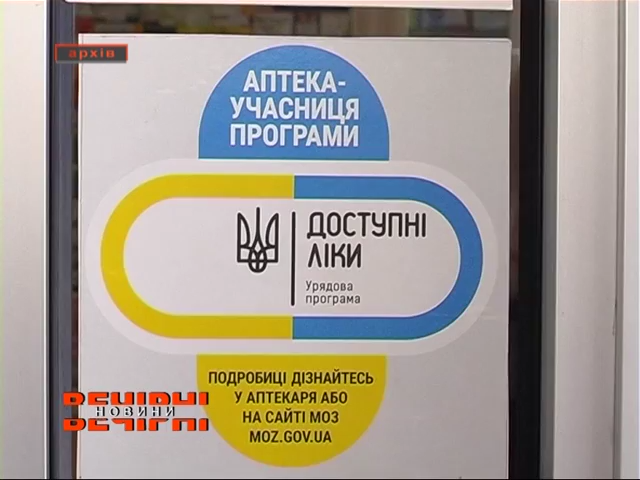 архів
АПТЕКА-
УЧАСНИЦЯ
ПРОГРАМИ
ДОСТУПНІ
ЛІКИ
Урядова
програма
ПОДРОБИЦІ ДІЗНАЙТЕСЬ
У АПТЕКАРЯ АБО
НА САЙТІ МОЗ
MOZ.GOV.UA
ВЕЧІРНІ
НОВИНИ
ВЕЧІРНІ